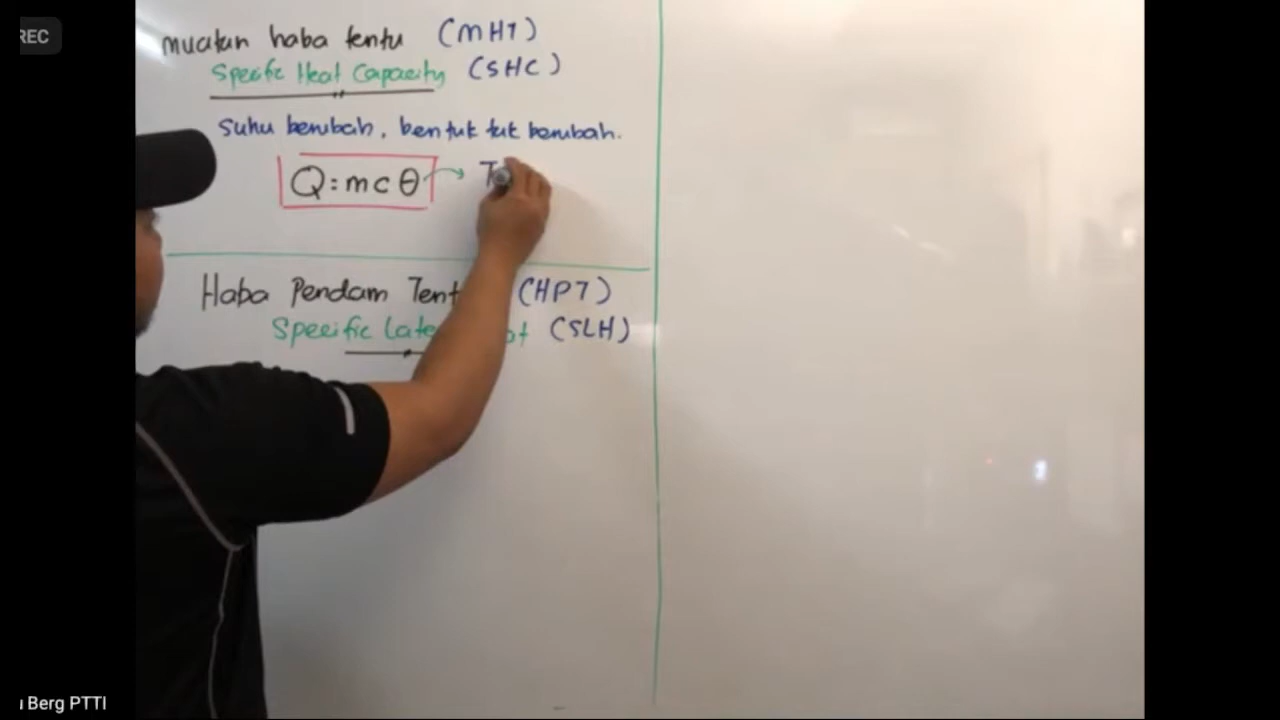 REC
muatan haba tentu (MHT)
Specific Heat Capacity (SHC)
Suhu berubah, bentuk tak berubah.
Q = mcθ → T
Haba Pendam Tent (HPT)
Specific Late (SLH)
Berg PTTI